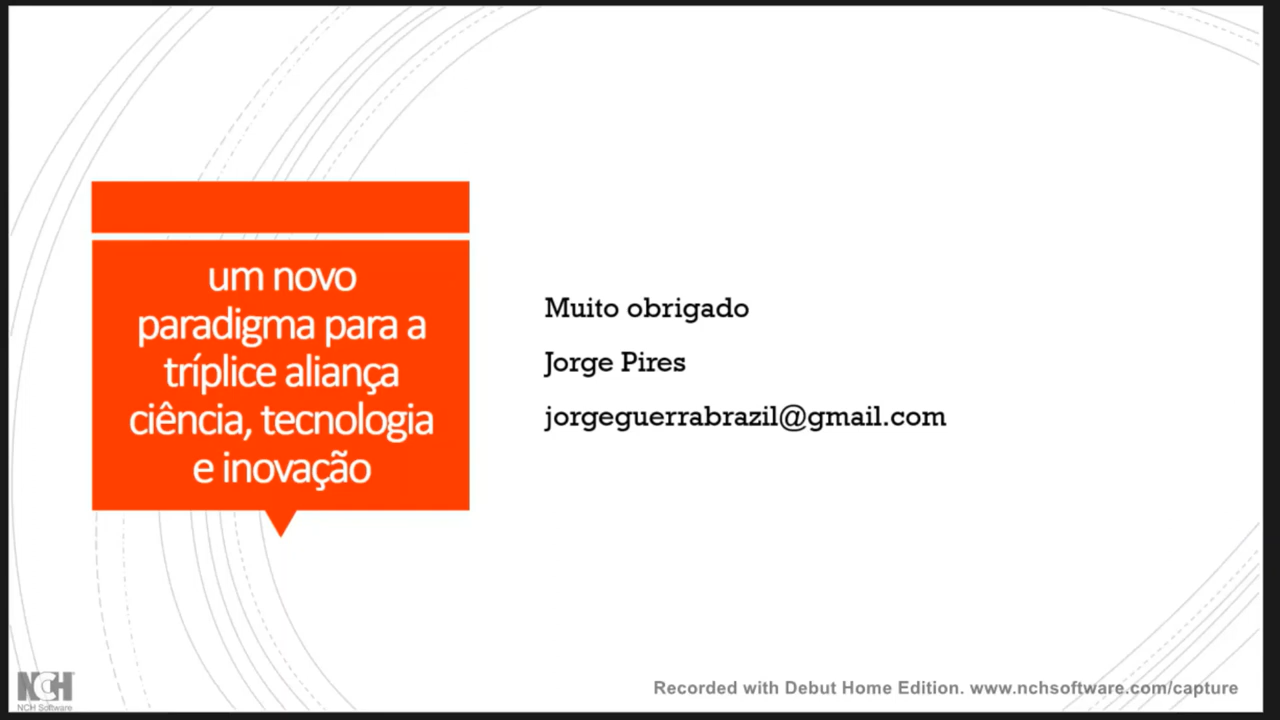 um novo
paradigma para a
tríplice aliança
ciência, tecnologia
e inovação
Muito obrigado
Jorge Pires
jorgeguerrabrazil@gmail.com
NCH
NCH Software
Recorded with Debut Home Edition. www.nchsoftware.com/capture